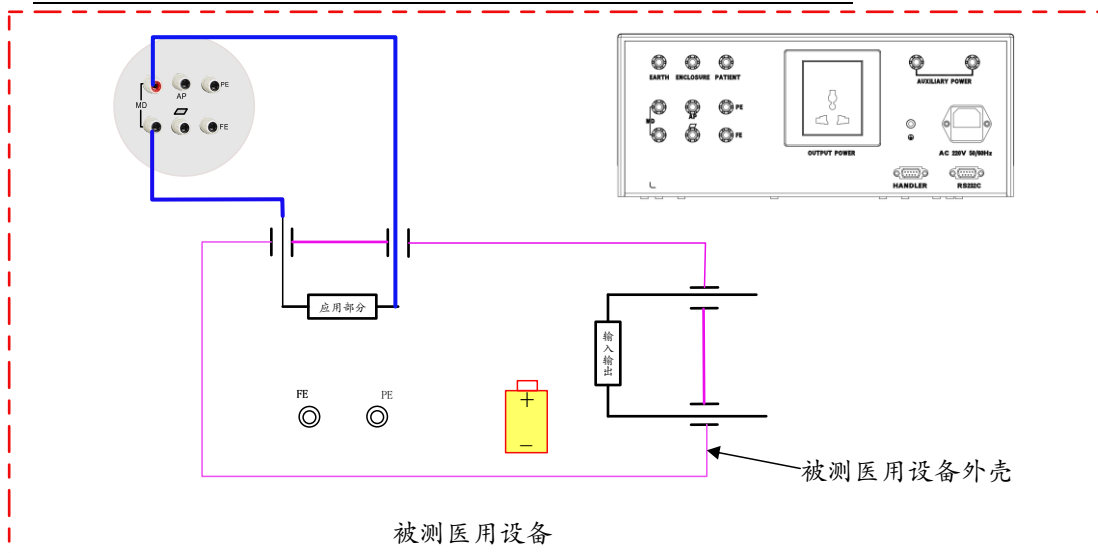 PE
AP
MD
FE
EARTH ENCLOSURE PATIENT
AUXILIARY POWER
MD
AP
PE
FE
OUTPUT POWER
AC 220V 50/60Hz
HANDLER
RS232C
应用部分
输入输出
FE
PE
+
−
被测医用设备外壳
被测医用设备